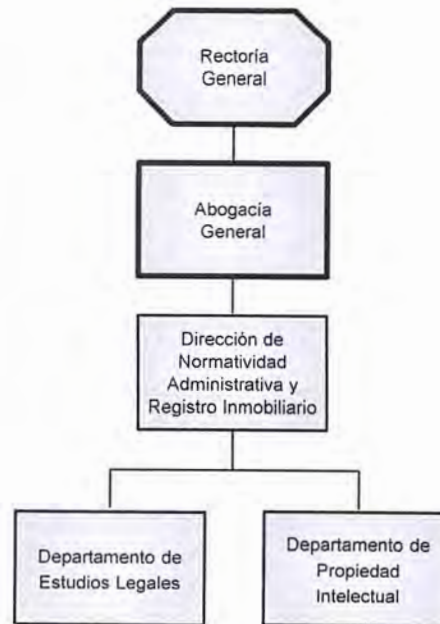 Rectoría
General
Abogacía
General
Dirección de
Normatividad
Administrativa y
Registro Inmobiliario
Departamento de
Estudios Legales
Departamento de
Propiedad
Intelectual